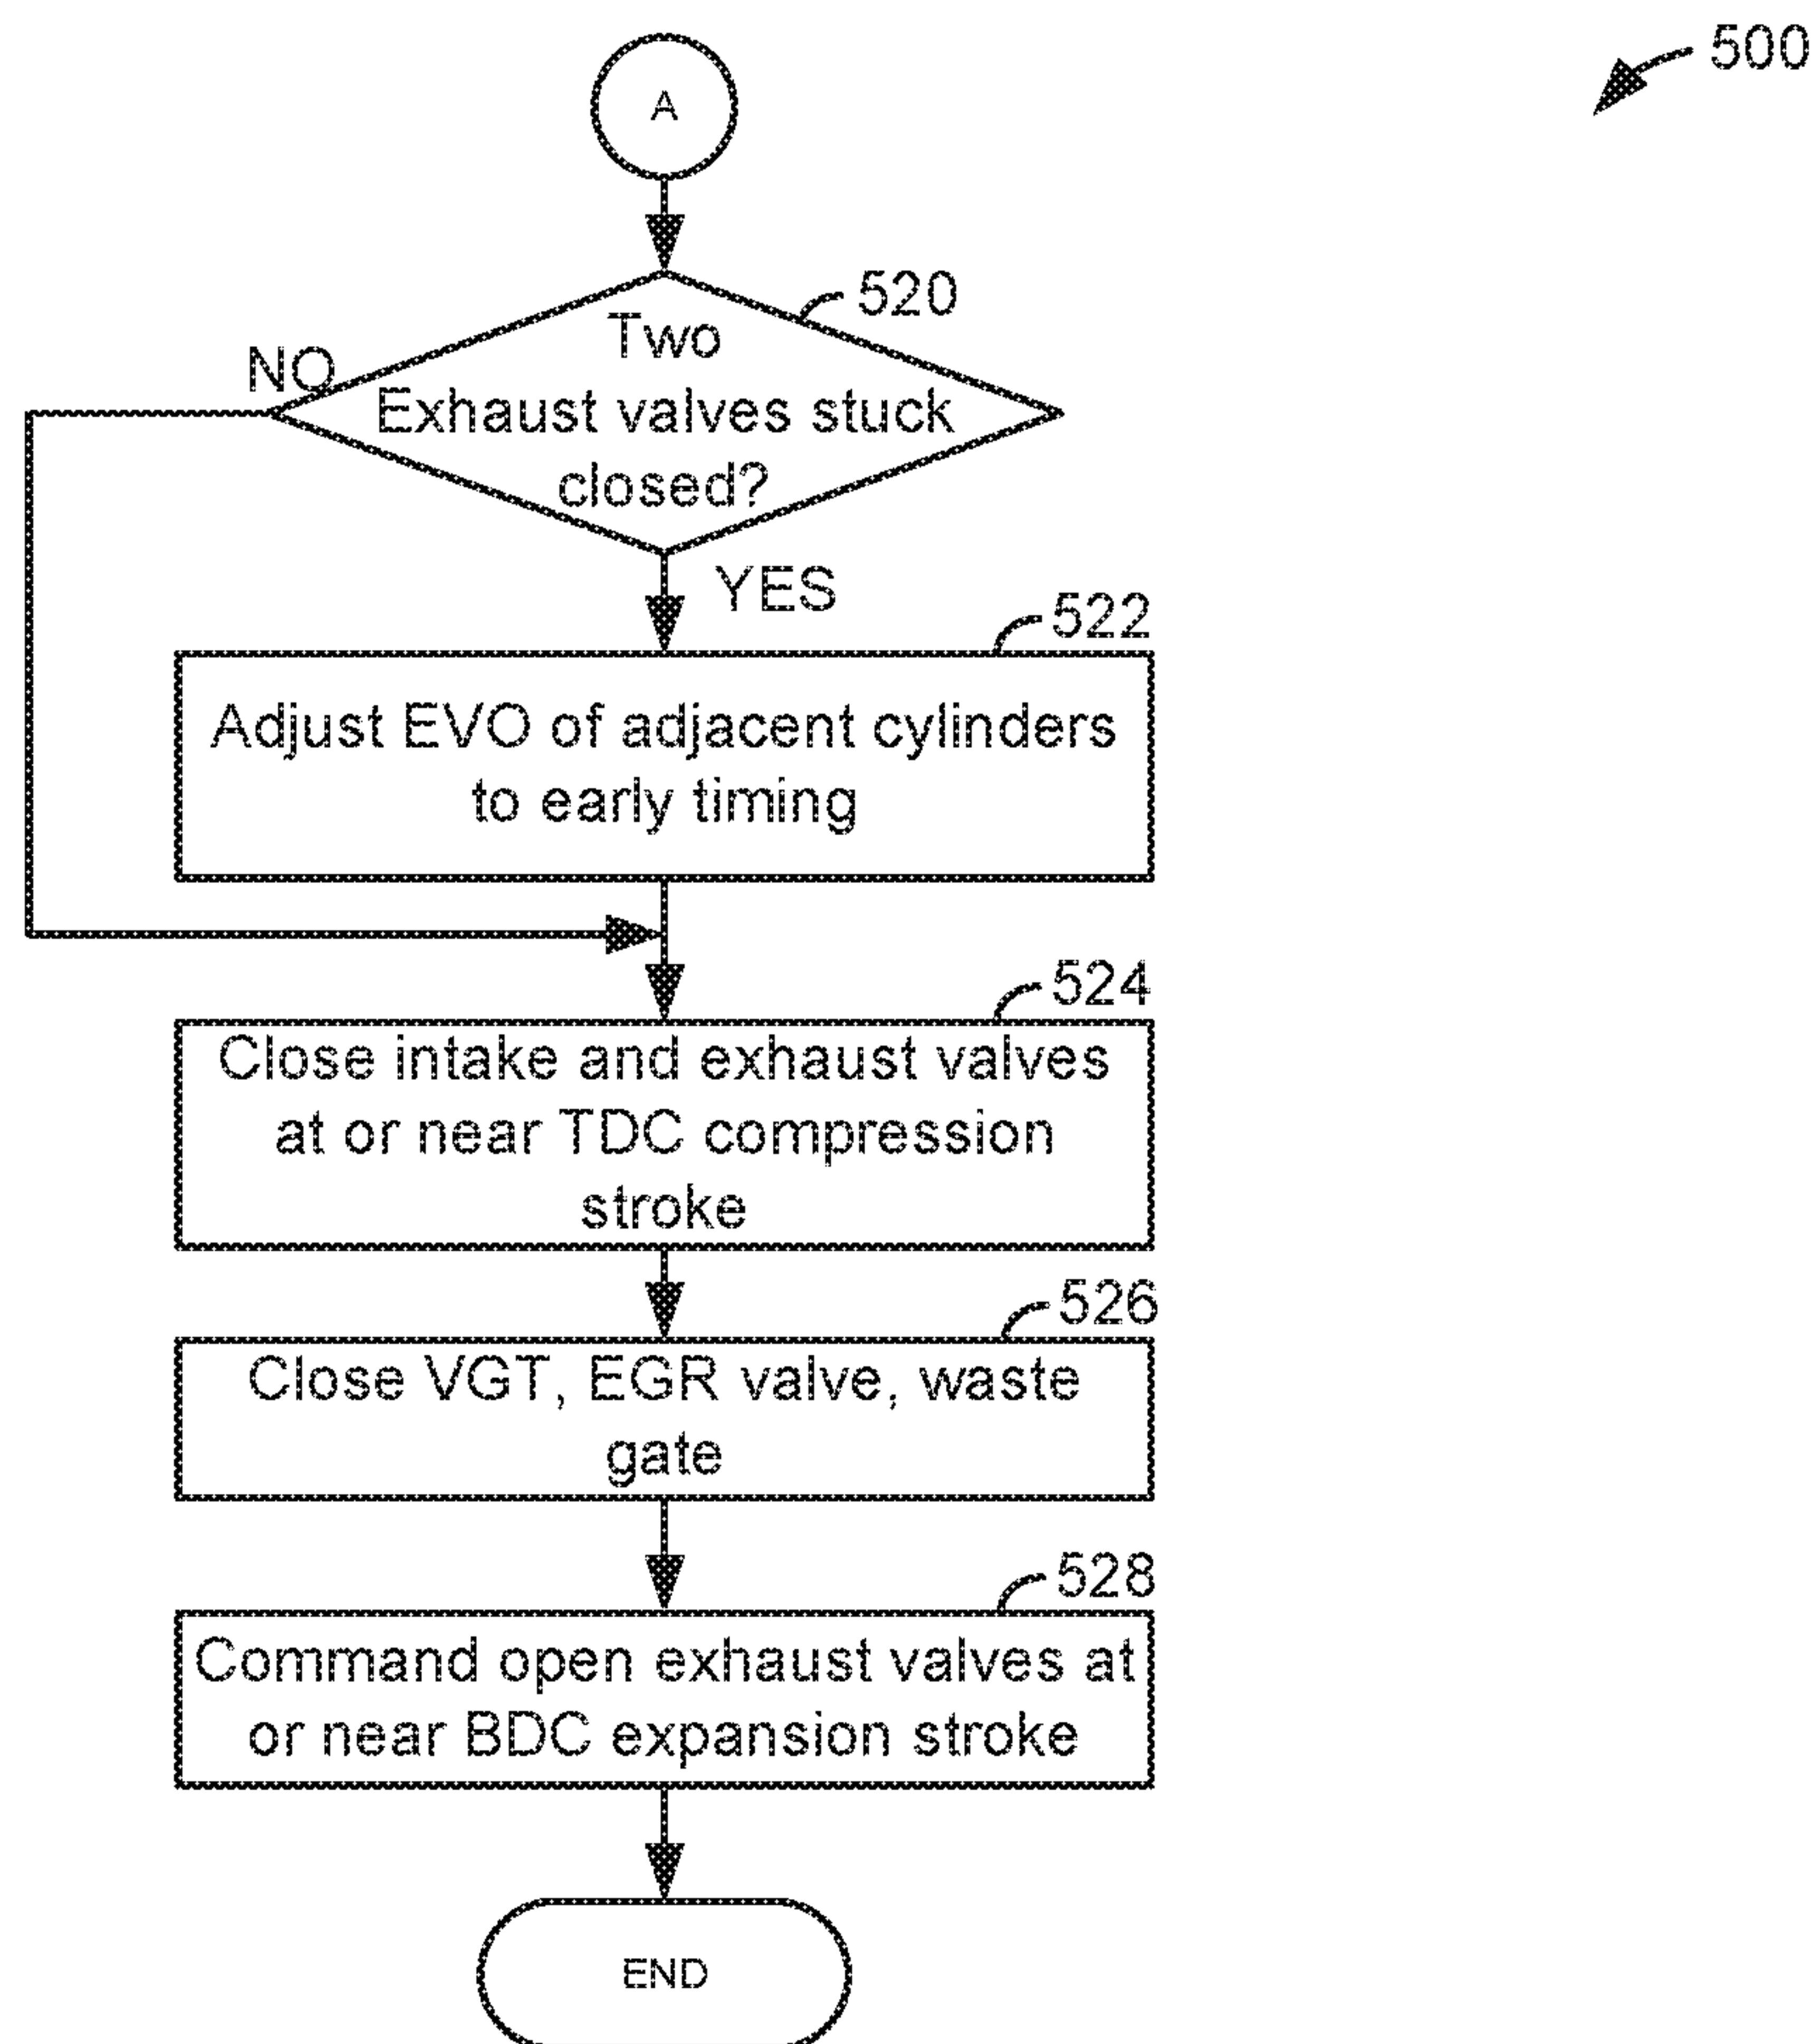 500
A
520
NO
Two
Exhaust valves stuck
closed?
YES
522
Adjust EVO of adjacent cylinders
to early timing
524
Close intake and exhaust valves
at or near TDC compression
stroke
526
Close VGT, EGR valve, waste
gate
528
Command open exhaust valves at
or near BDC expansion stroke
END